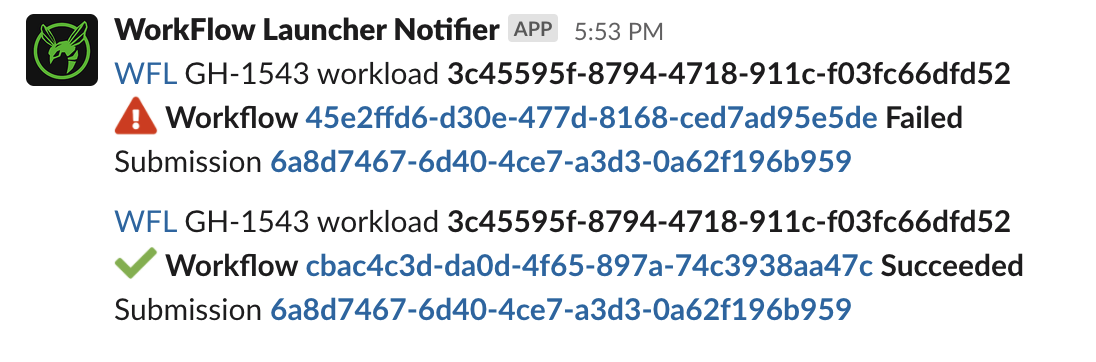 WorkFlow Launcher Notifier APP 5:53 PM
WFL GH-1543 workload 3c45595f-8794-4718-911c-f03fc66dfd52
Workflow 45e2ffd6-d30e-477d-8168-ced7ad95e5de Failed
Submission 6a8d7467-6d40-4ce7-a3d3-0a62f196b959
WFL GH-1543 workload 3c45595f-8794-4718-911c-f03fc66dfd52
Workflow cbac4c3d-da0d-4f65-897a-74c3938aa47c Succeeded
Submission 6a8d7467-6d40-4ce7-a3d3-0a62f196b959